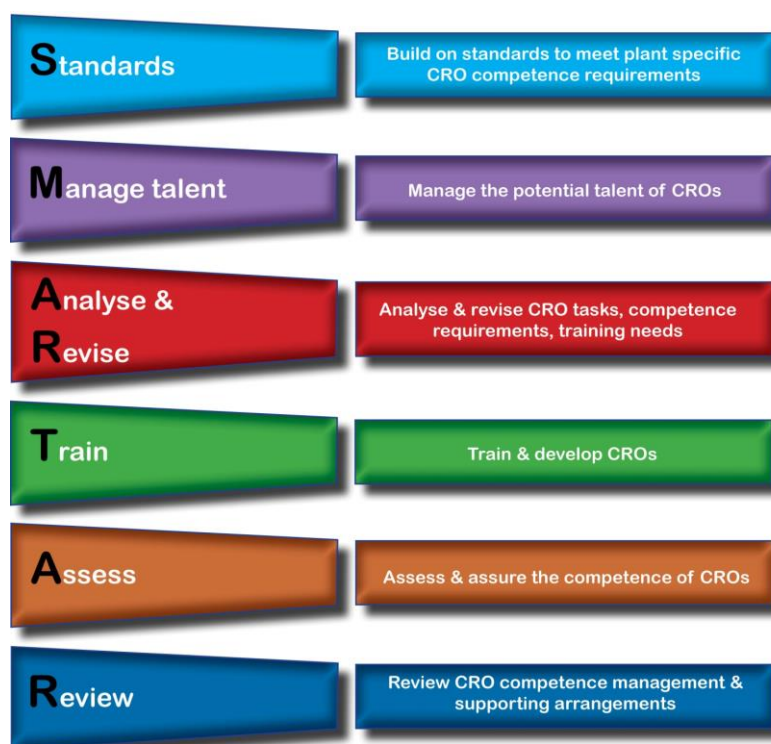 Standards
Build on standards to meet plant specific
CRO competence requirements
Manage talent
Manage the potential talent of CROs
Analyse &
Revise
Analyse & revise CRO tasks, competence
requirements, training needs
Train
Train & develop CROs
Assess
Assess & assure the competence of CROs
Review
Review CRO competence management &
supporting arrangements